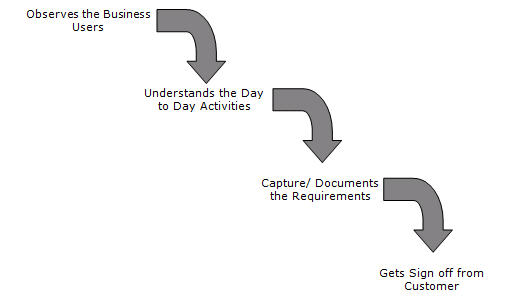 Observes the Business
Users
Understands the Day
to Day Activities
Capture/ Documents
the Requirements
Gets Sign off from
Customer